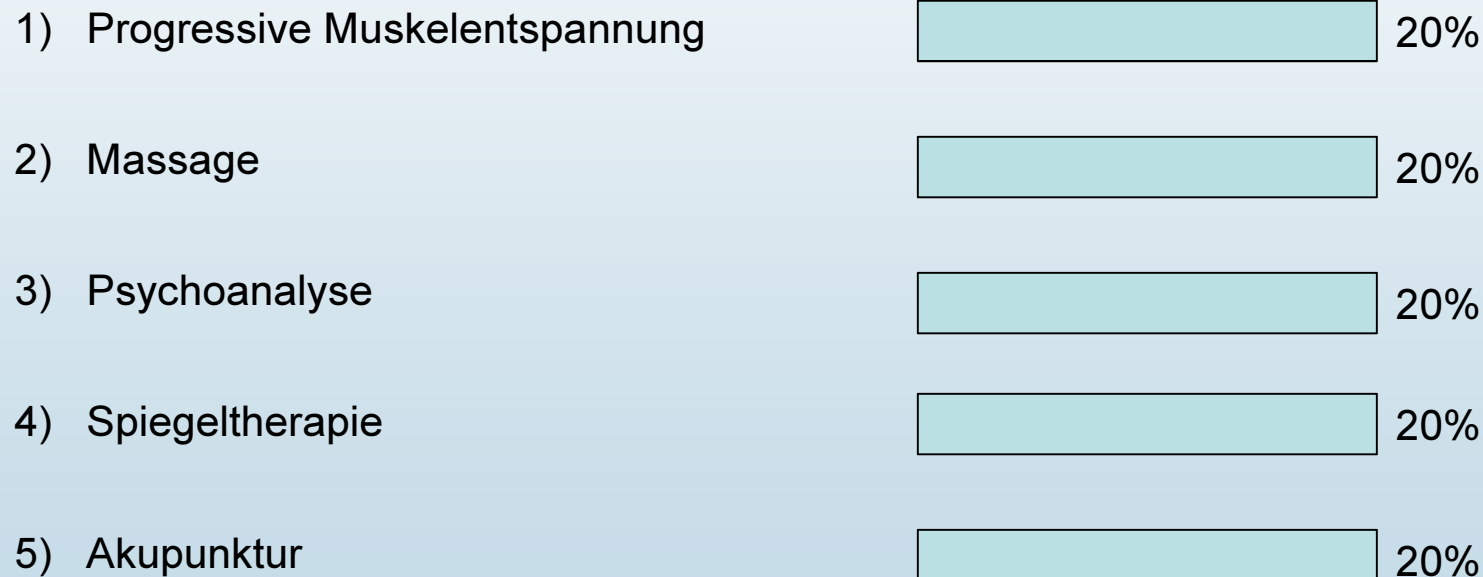 1) Progressive Muskelentspannung 20%
2) Massage 20%
3) Psychoanalyse 20%
4) Spiegeltherapie 20%
5) Akupunktur 20%